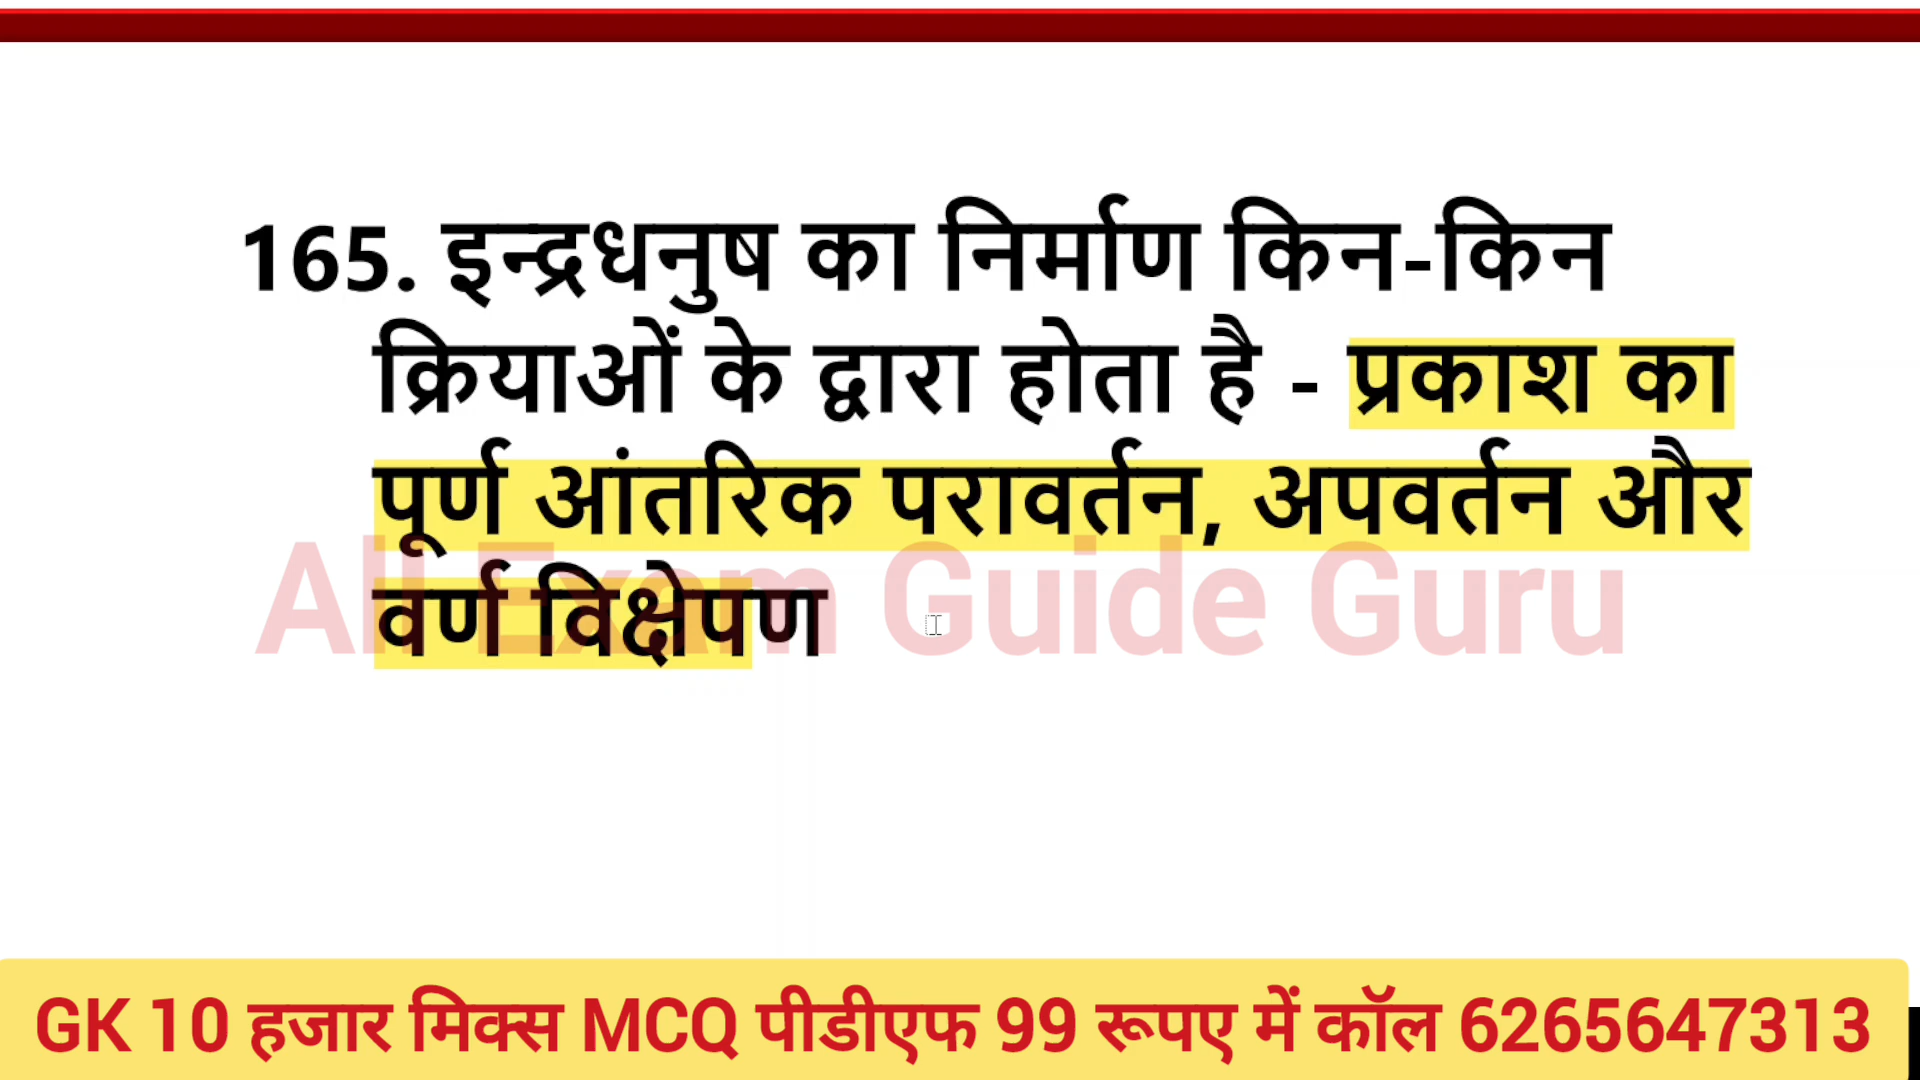 165. इन्द्रधनुष का निर्माण किन-किन
क्रियाओं के द्वारा होता है - प्रकाश का
पूर्ण आंतरिक परावर्तन, अपवर्तन और
वर्ण विक्षेपण
All Exam Guide Guru
GK 10 हजार मिक्स MCQ पीडीएफ 99 रूपए में कॉल 6265647313